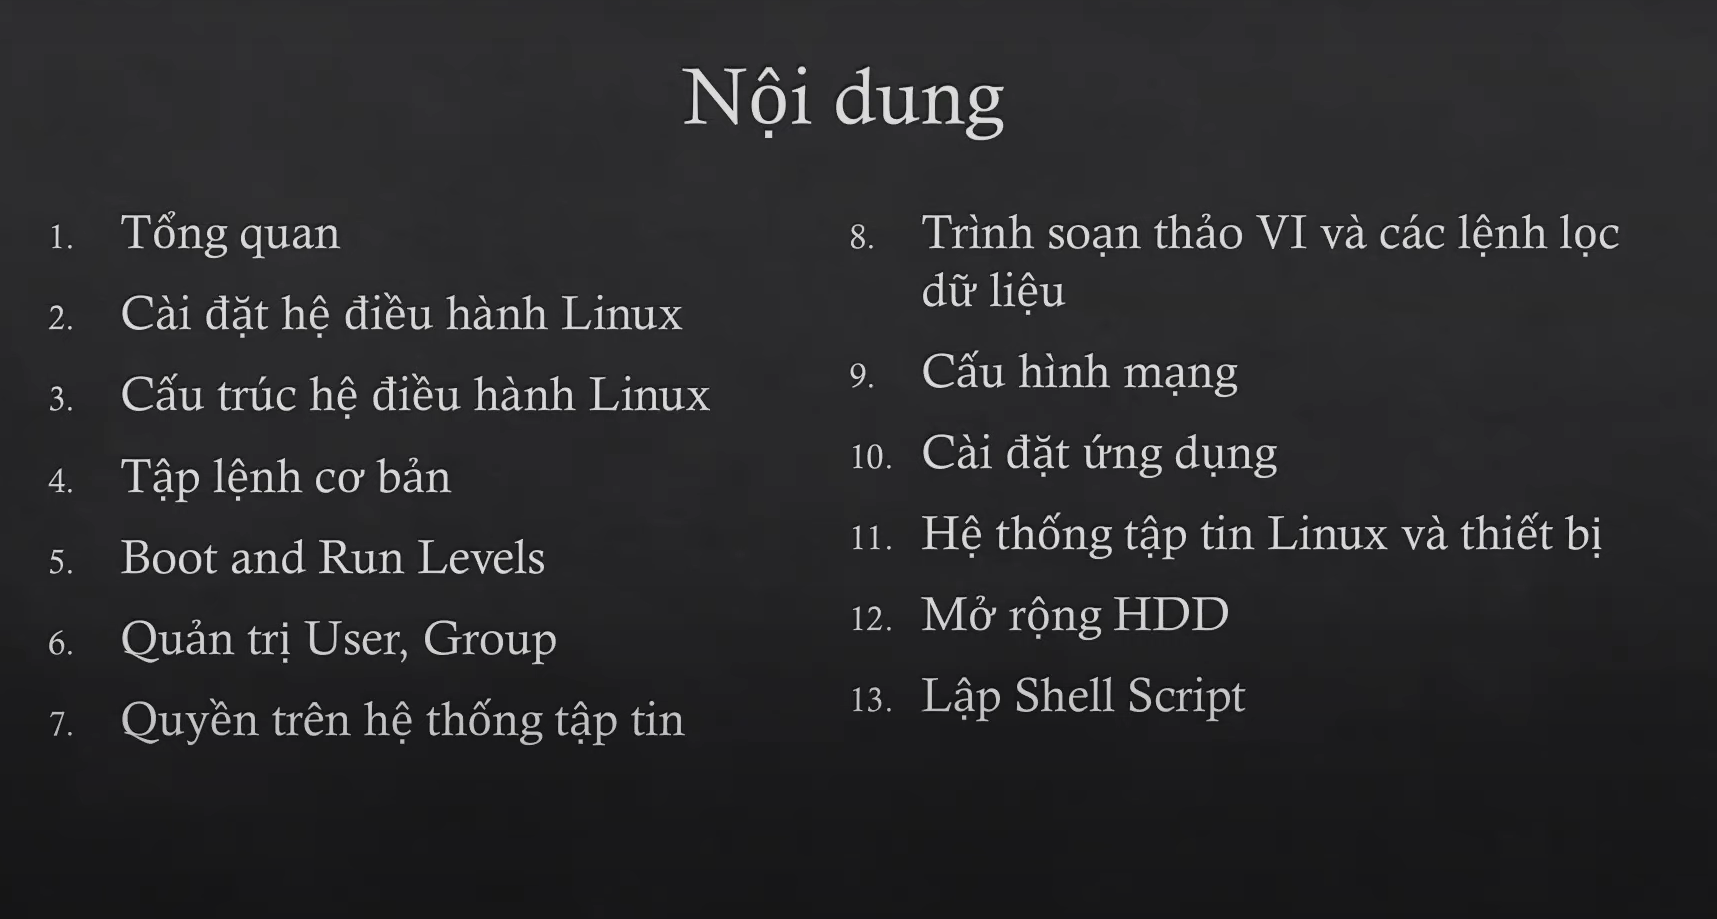 Nội dung
1. Tổng quan
2. Cài đặt hệ điều hành Linux
3. Cấu trúc hệ điều hành Linux
4. Tập lệnh cơ bản
5. Boot and Run Levels
6. Quản trị User, Group
7. Quyền trên hệ thống tập tin
8. Trình soạn thảo VI và các lệnh lọc
dữ liệu
9. Cấu hình mạng
10. Cài đặt ứng dụng
11. Hệ thống tập tin Linux và thiết bị
12. Mở rộng HDD
13. Lập Shell Script